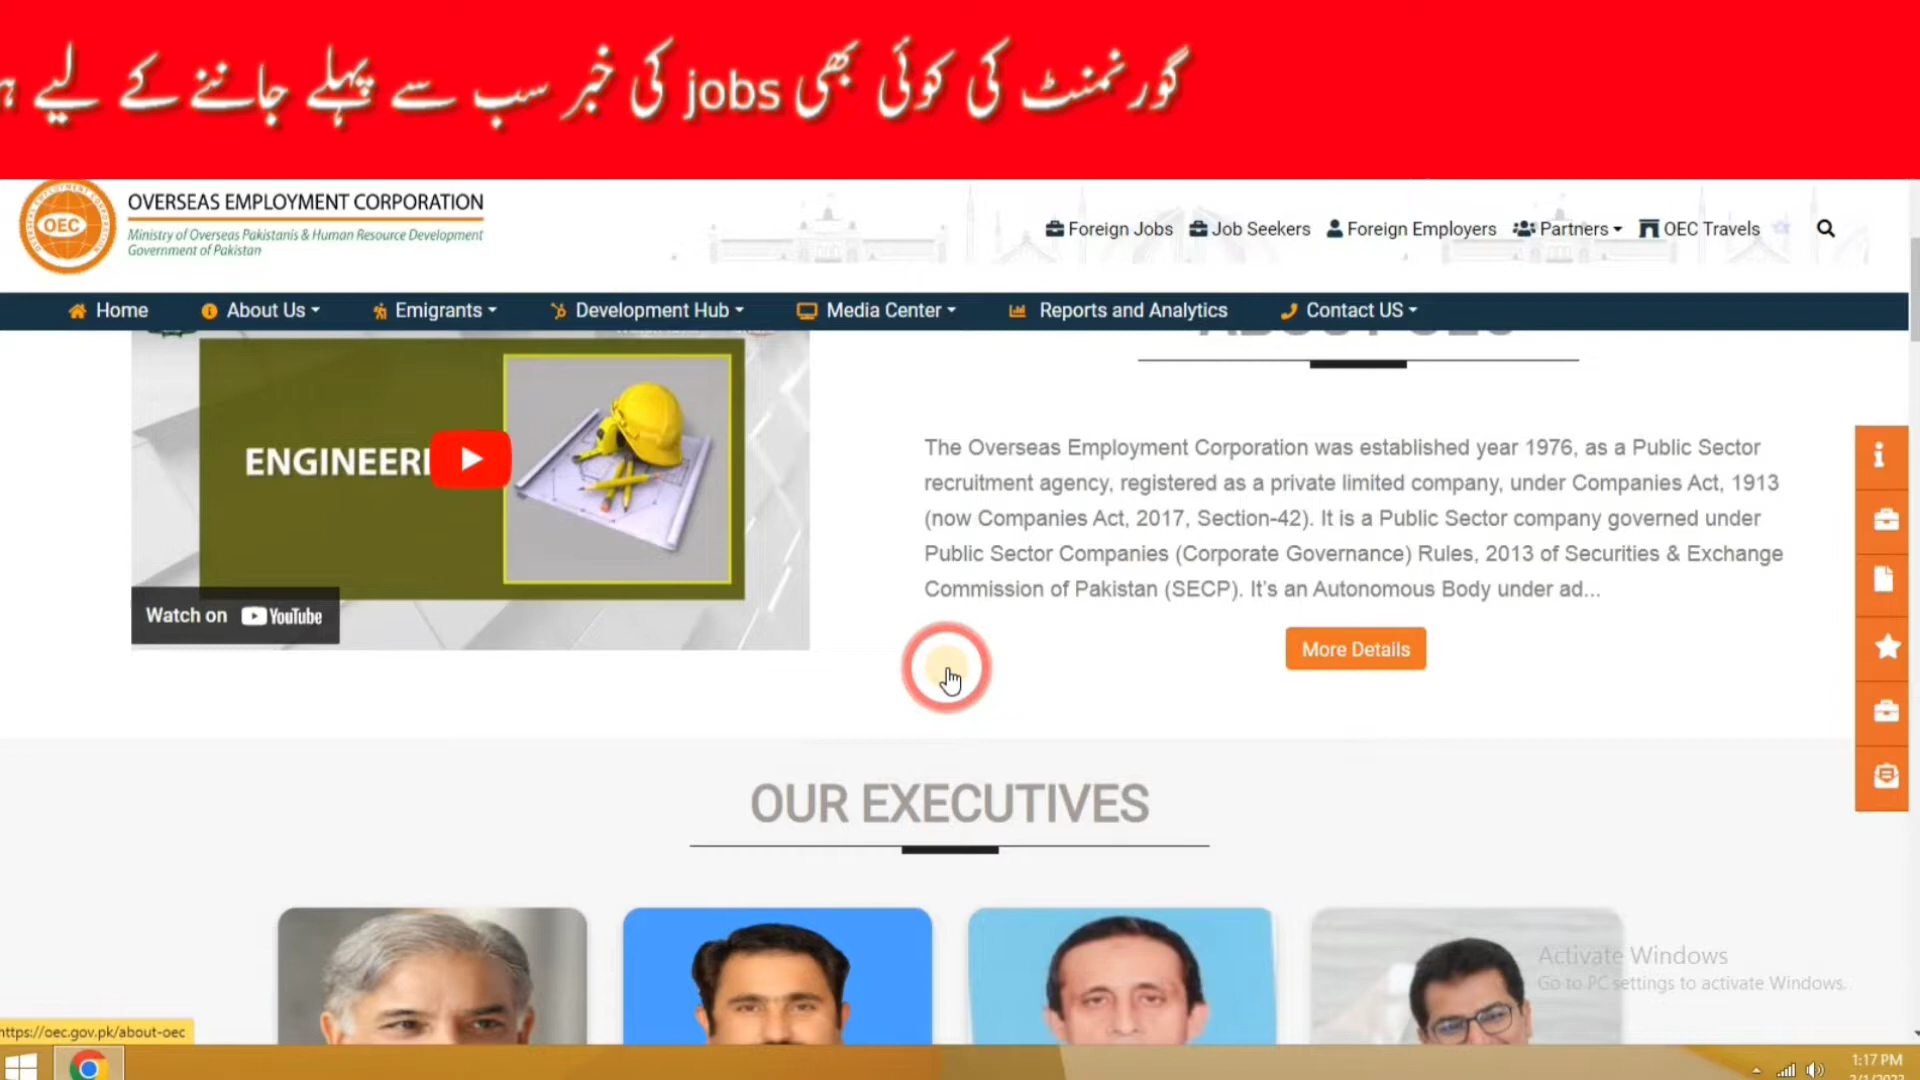 گورنمنٹ کی کوئی بھی jobs کی خبر سب سے پہلے جاننے کے لیے
OEC
OVERSEAS EMPLOYMENT CORPORATION
Ministry of Overseas Pakistanis & Human Resource Development
Government of Pakistan
Foreign Jobs
Job Seekers
Foreign Employers
Partners
OEC Travels
Home
About Us
Emigrants
Development Hub
Media Center
Reports and Analytics
Contact US
ENGINEERI
Watch on YouTube
The Overseas Employment Corporation was established year 1976, as a Public Sector
recruitment agency, registered as a private limited company, under Companies Act, 1913
(now Companies Act, 2017, Section-42). It is a Public Sector company governed under
Public Sector Companies (Corporate Governance) Rules, 2013 of Securities & Exchange
Commission of Pakistan (SECP). It's an Autonomous Body under ad...
More Details
OUR EXECUTIVES
Activate Windows
Go to PC settings to activate Windows.
https://oec.gov.pk/about-oec
1:17 PM